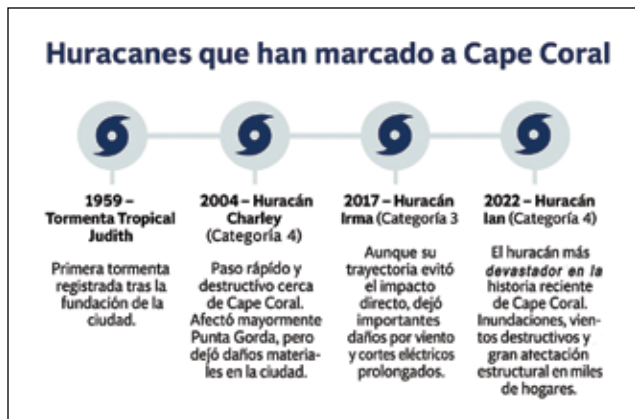 Huracanes que han marcado a Cape Coral
1959 –
Tormenta Tropical
Judith
Primera tormenta
registrada tras la
fundación de la
ciudad.
2004 – Huracán
Charley
(Categoría 4)
Paso rápido y
destructivo cerca
de Cape Coral.
Afectó mayormente
Punta Gorda, pero
dejó daños materia-
les en la ciudad.
2017 – Huracán
Irma (Categoría 3
Aunque su
trayectoria evitó
el impacto
directo, dejó
importantes
daños por viento
y cortes eléctricos
prolongados.
2022 – Huracán
Ian (Categoría 4)
El huracán más
devastador en la
historia reciente
de Cape Coral.
Inundaciones, vien-
tos destructivos y
gran afectación
estructural en miles
de hogares.